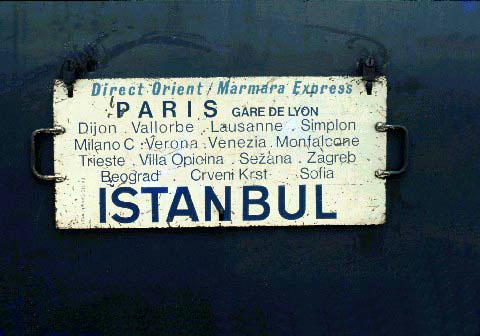 Direct Orient / Marmara Express
PARIS GARE DE LYON
Dijon . Vallorbe . Lausanne . Simplon
Milano C . Verona . Venezia . Monfalcone
Trieste . Villa Opicina . Sežana . Zagreb
Beograd Crveni Krst Sofia
ISTANBUL